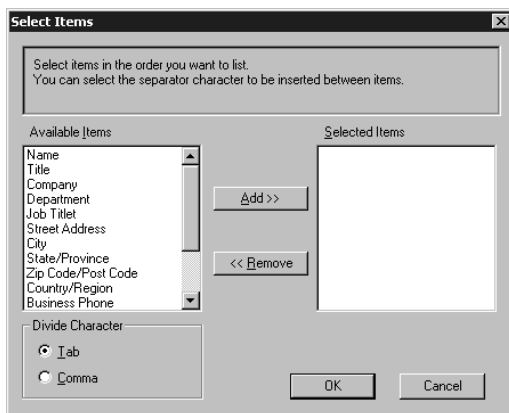 Select Items
Select items in the order you want to list.
You can select the separator character to be inserted between items.
Available Items
Name
Title
Company
Department
Job Titlet
Street Address
City
State/Province
Zip Code/Post Code
Country/Region
Business Phone
Add >>
<< Remove
Selected Items
Divide Character
Tab
Comma
OK
Cancel